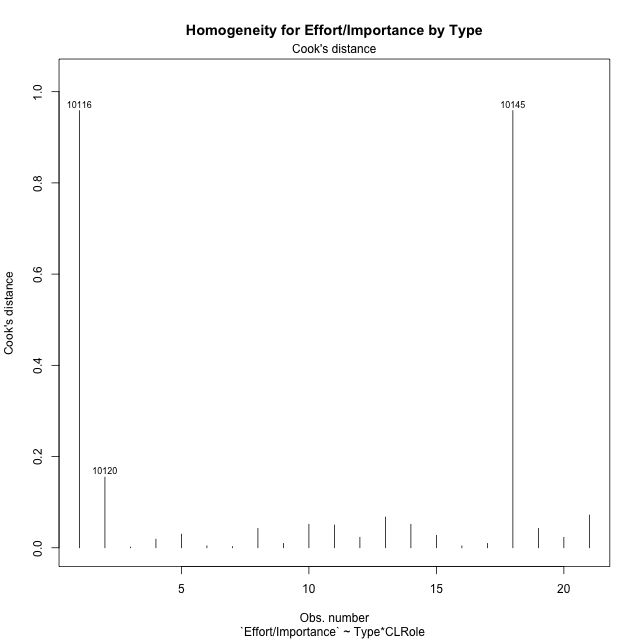 Homogeneity for Effort/Importance by Type
Cook's distance
1.0
10116
10145
0.8
0.6
Cook's distance
0.4
10120
0.2
0.0
5
10
15
20
Obs. number
`Effort/Importance` ~ Type*CLRole